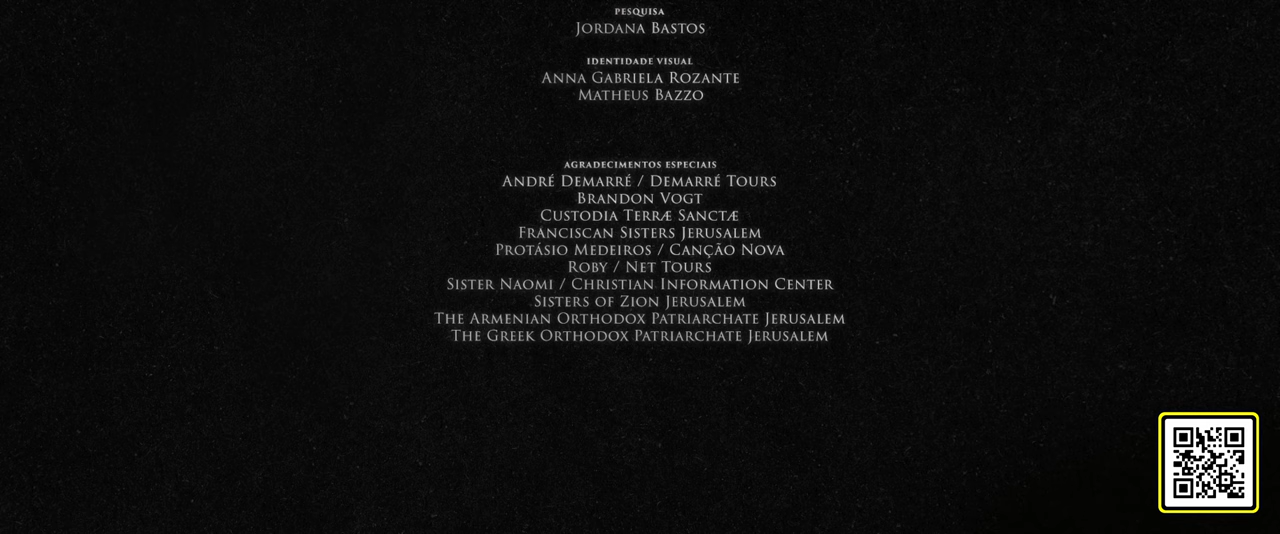 PESQUISA
JORDANA BASTOS
IDENTIDADE VISUAL
ANNA GABRIELA ROZANTE
MATHEUS BAZZO
AGRADECIMENTOS ESPECIAIS
ANDRÉ DEMARRÉ / DEMARRÉ TOURS
BRANDON VOGT
CUSTODIA TERRÆ SANCTÆ
FRANCISCAN SISTERS JERUSALEM
PROTÁSIO MEDEIROS / CANÇÃO NOVA
ROBY / NET TOURS
SISTER NAOMI / CHRISTIAN INFORMATION CENTER
SISTERS OF ZION JERUSALEM
THE ARMENIAN ORTHODOX PATRIARCHATE JERUSALEM
THE GREEK ORTHODOX PATRIARCHATE JERUSALEM